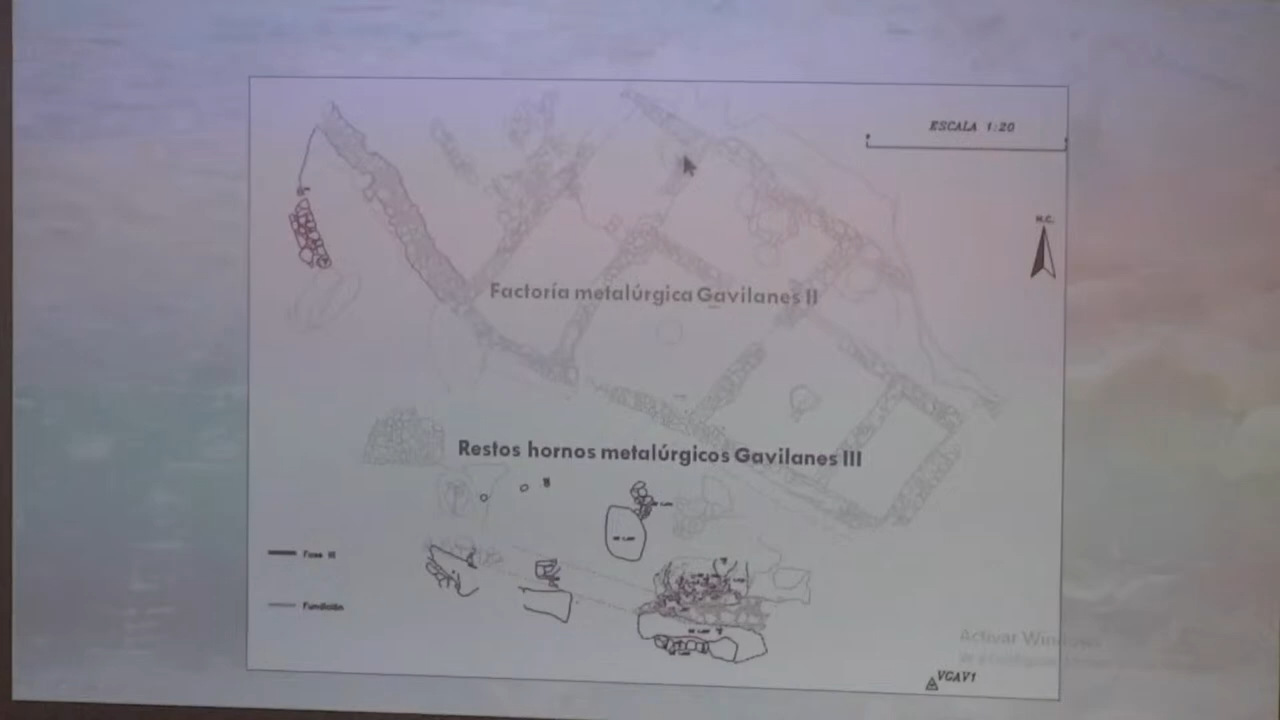 ESCALA 1:20
N.C.
Factoría metalúrgica Gavilanes II
Restos hornos metalúrgicos Gavilanes III
Fase III
Fundición
Activar Windows
VGAV1